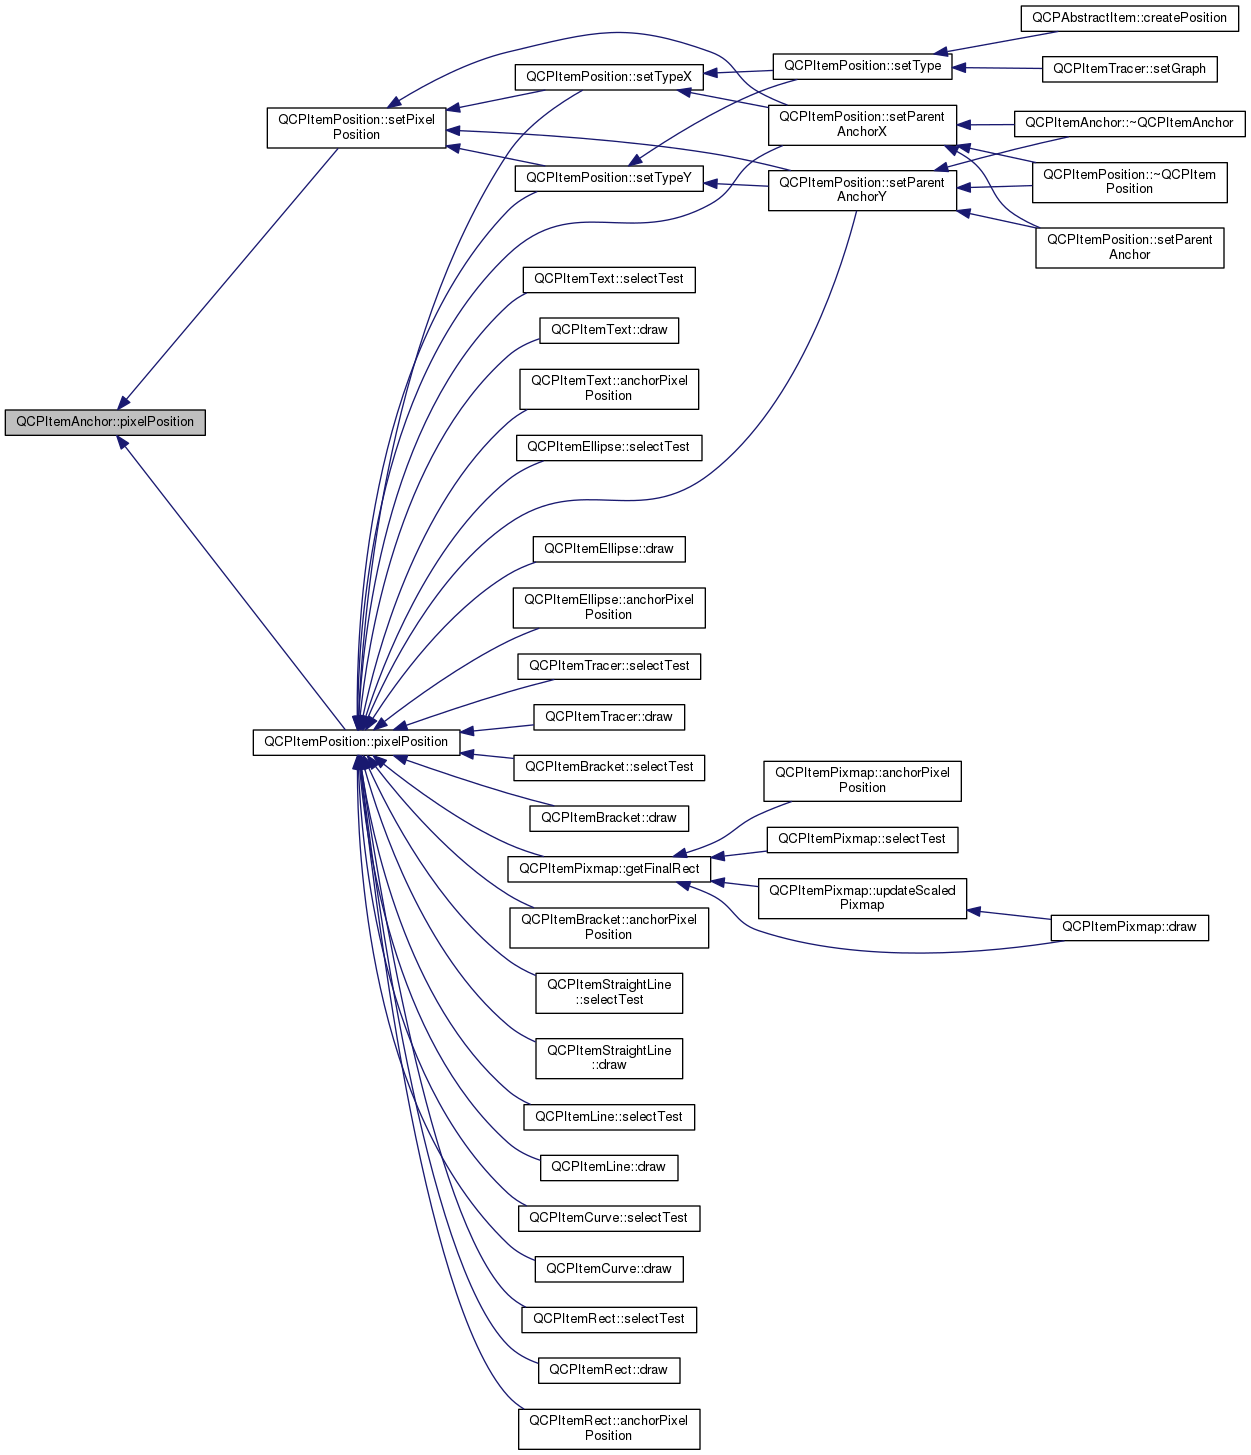 QCPAbstractItem::createPosition
QCPItemPosition::setType
QCPItemTracer::setGraph
QCPItemPosition::setTypeX
QCPItemPosition::setPixel
Position
QCPItemPosition::setParent
AnchorX
QCPItemAnchor::~QCPItemAnchor
QCPItemPosition::setTypeY
QCPItemPosition::setParent
AnchorY
QCPItemPosition::~QCPItem
Position
QCPItemPosition::setParent
Anchor
QCPItemText::selectTest
QCPItemText::draw
QCPItemText::anchorPixel
Position
QCPItemAnchor::pixelPosition
QCPItemEllipse::selectTest
QCPItemEllipse::draw
QCPItemEllipse::anchorPixel
Position
QCPItemTracer::selectTest
QCPItemTracer::draw
QCPItemPosition::pixelPosition
QCPItemBracket::selectTest
QCPItemPixmap::anchorPixel
Position
QCPItemBracket::draw
QCPItemPixmap::selectTest
QCPItemPixmap::getFinalRect
QCPItemPixmap::updateScaled
Pixmap
QCPItemBracket::anchorPixel
Position
QCPItemPixmap::draw
QCPItemStraightLine
::selectTest
QCPItemStraightLine
::draw
QCPItemLine::selectTest
QCPItemLine::draw
QCPItemCurve::selectTest
QCPItemCurve::draw
QCPItemRect::selectTest
QCPItemRect::draw
QCPItemRect::anchorPixel
Position